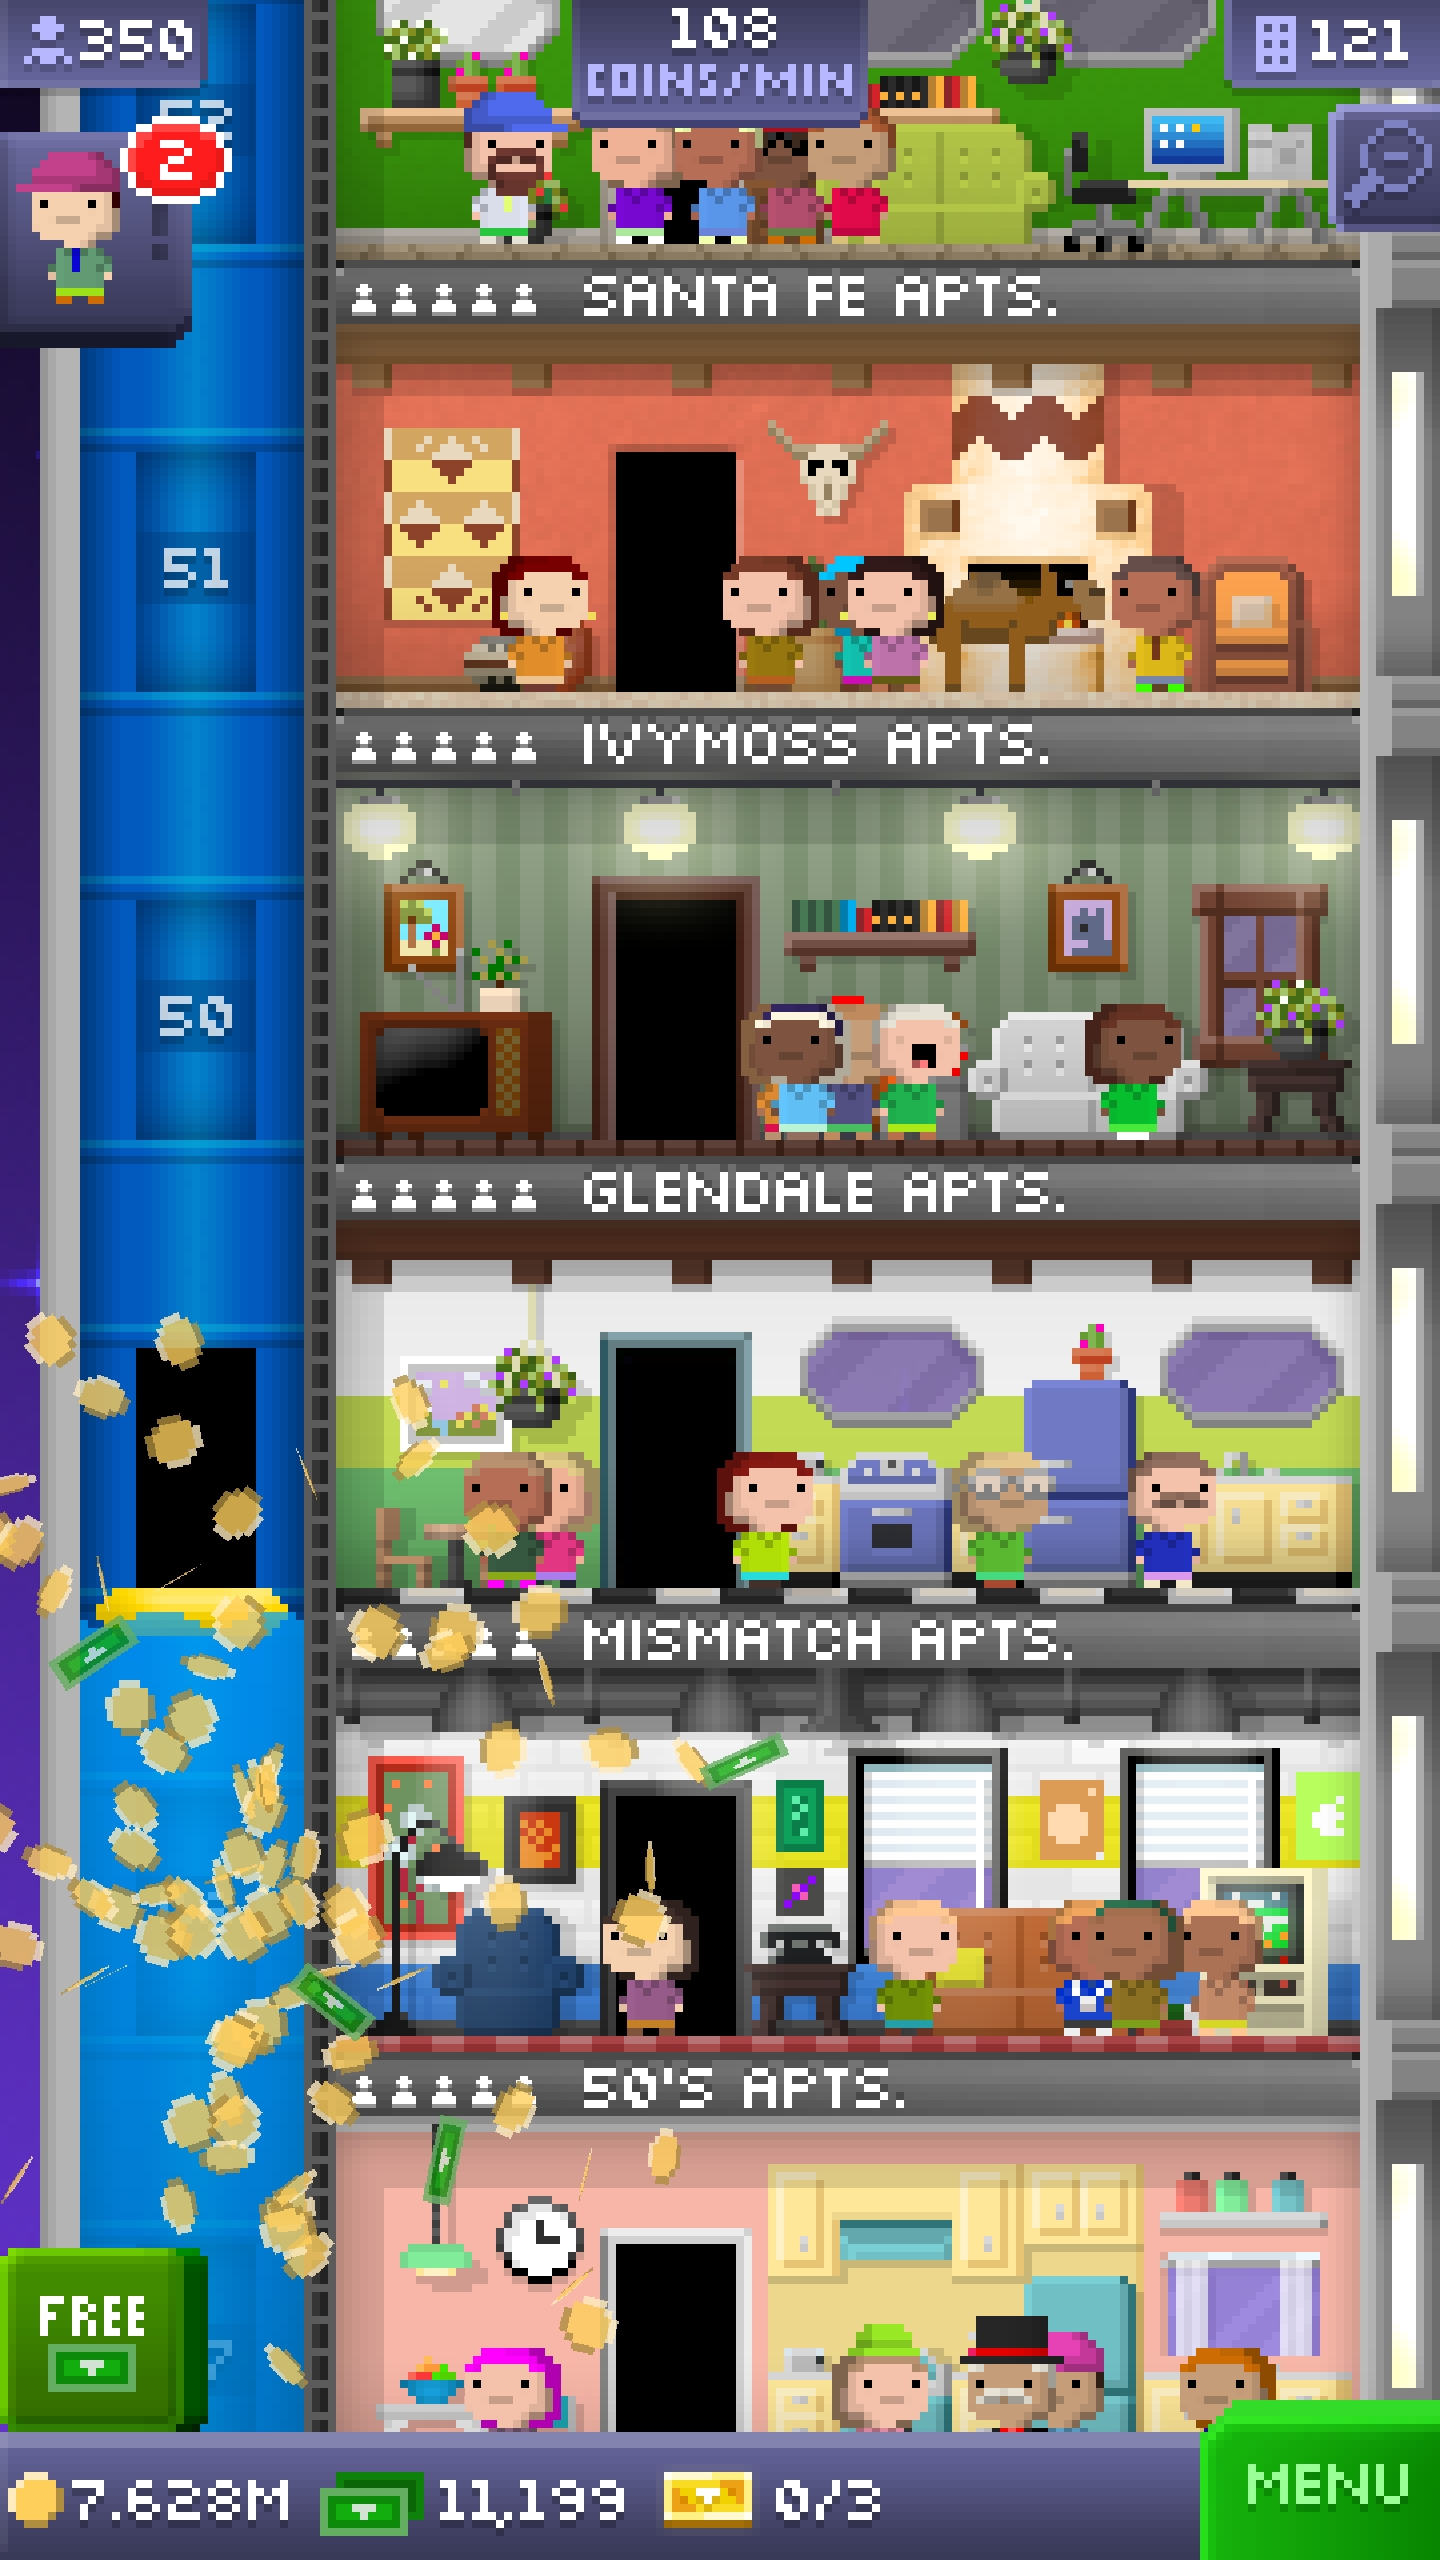 350
108
COINS/MIN
121
2
SANTA FE APTS.
51
IVYMOSS APTS.
50
GLENDALE APTS.
MISMATCH APTS.
50'S APTS.
FREE
7.628M
11,199
0/3
MENU